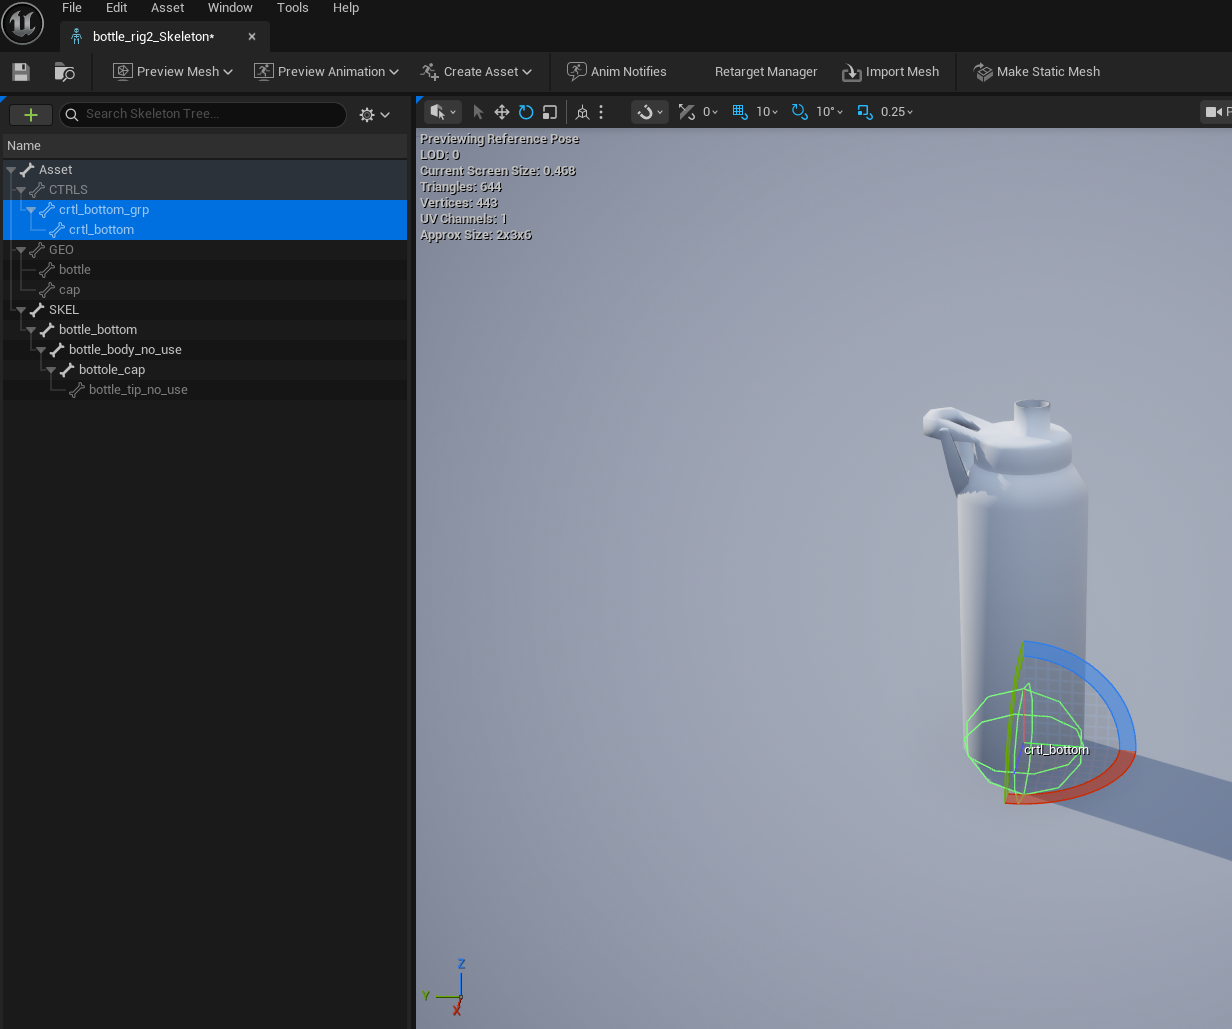 File Edit Asset Window Tools Help
bottle_rig2_Skeleton*
Preview Mesh Preview Animation Create Asset Anim Notifies Retarget Manager Import Mesh Make Static Mesh
Search Skeleton Tree...
0 10 10° 0.25 P
Name
Asset
CTRLS
crtl_bottom_grp
crtl_bottom
GEO
bottle
cap
SKEL
bottle_bottom
bottle_body_no_use
bottole_cap
bottle_tip_no_use
Previewing Reference Pose
LOD: 0
Current Screen Size: 0.468
Triangles: 644
Vertices: 443
UV Channels: 1
Approx Size: 2x3x6
crtl_bottom
Z
Y
X